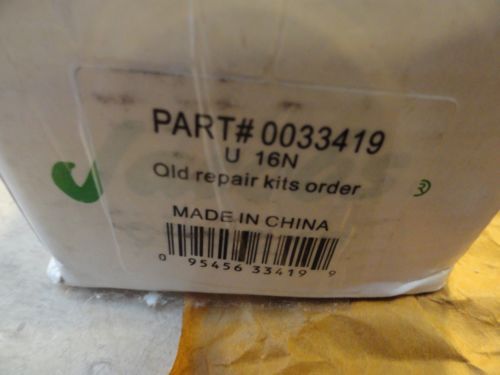 PART# 0033419
U 16N
Old repair kits order
MADE IN CHINA
0 95456 33419 9